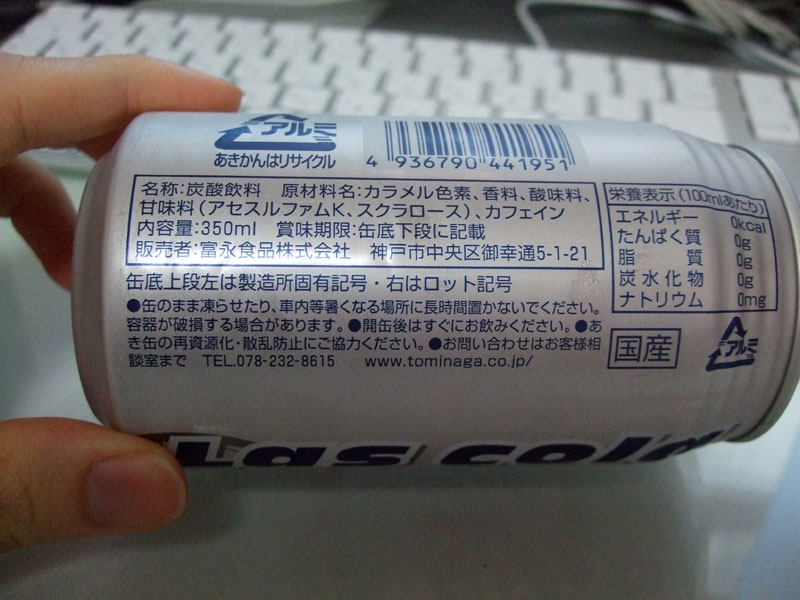 アルミ
あきかんはリサイクル
4 936790 441951
名称:炭酸飲料 原材料名:カラメル色素、香料、酸味料、
甘味料(アセスルファムK、スクラロース)、カフェイン
内容量:350ml 賞味期限:缶底下段に記載
販売者:富永食品株式会社 神戸市中央区御幸通5-1-21
缶底上段左は製造所固有記号・右はロット記号
●缶のまま凍らせたり、車内等暑くなる場所に長時間置かないでください。
容器が破損する場合があります。●開缶後はすぐにお飲みください。●あ
き缶の再資源化・散乱防止にご協力ください。●お問い合わせはお客様相
談室まで TEL.078-232-8615 www.tominaga.co.jp/
栄養表示(100mlあたり)
エネルギー 0kcal
たんぱく質 0g
脂質 0g
炭水化物 0g
ナトリウム 0mg
国産
アルミ
Las cola